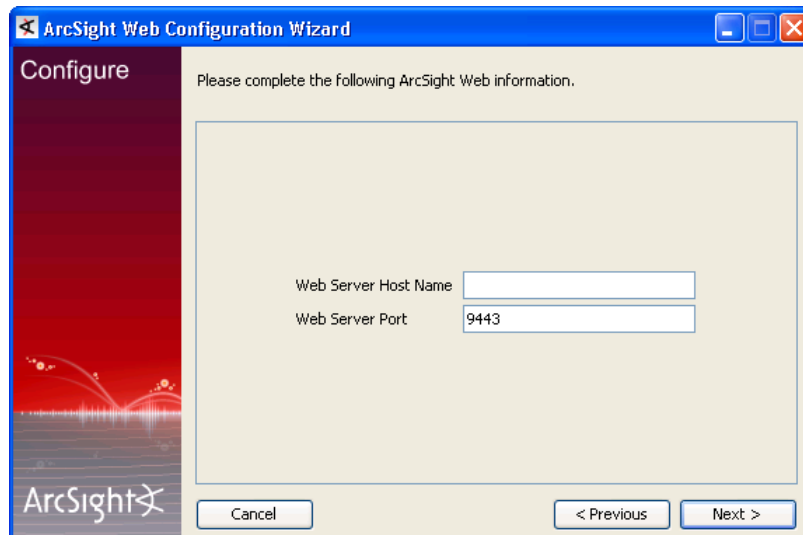 ArcSight Web Configuration Wizard
Configure
Please complete the following ArcSight Web information.
Web Server Host Name
Web Server Port 9443
ArcSight
Cancel < Previous Next >